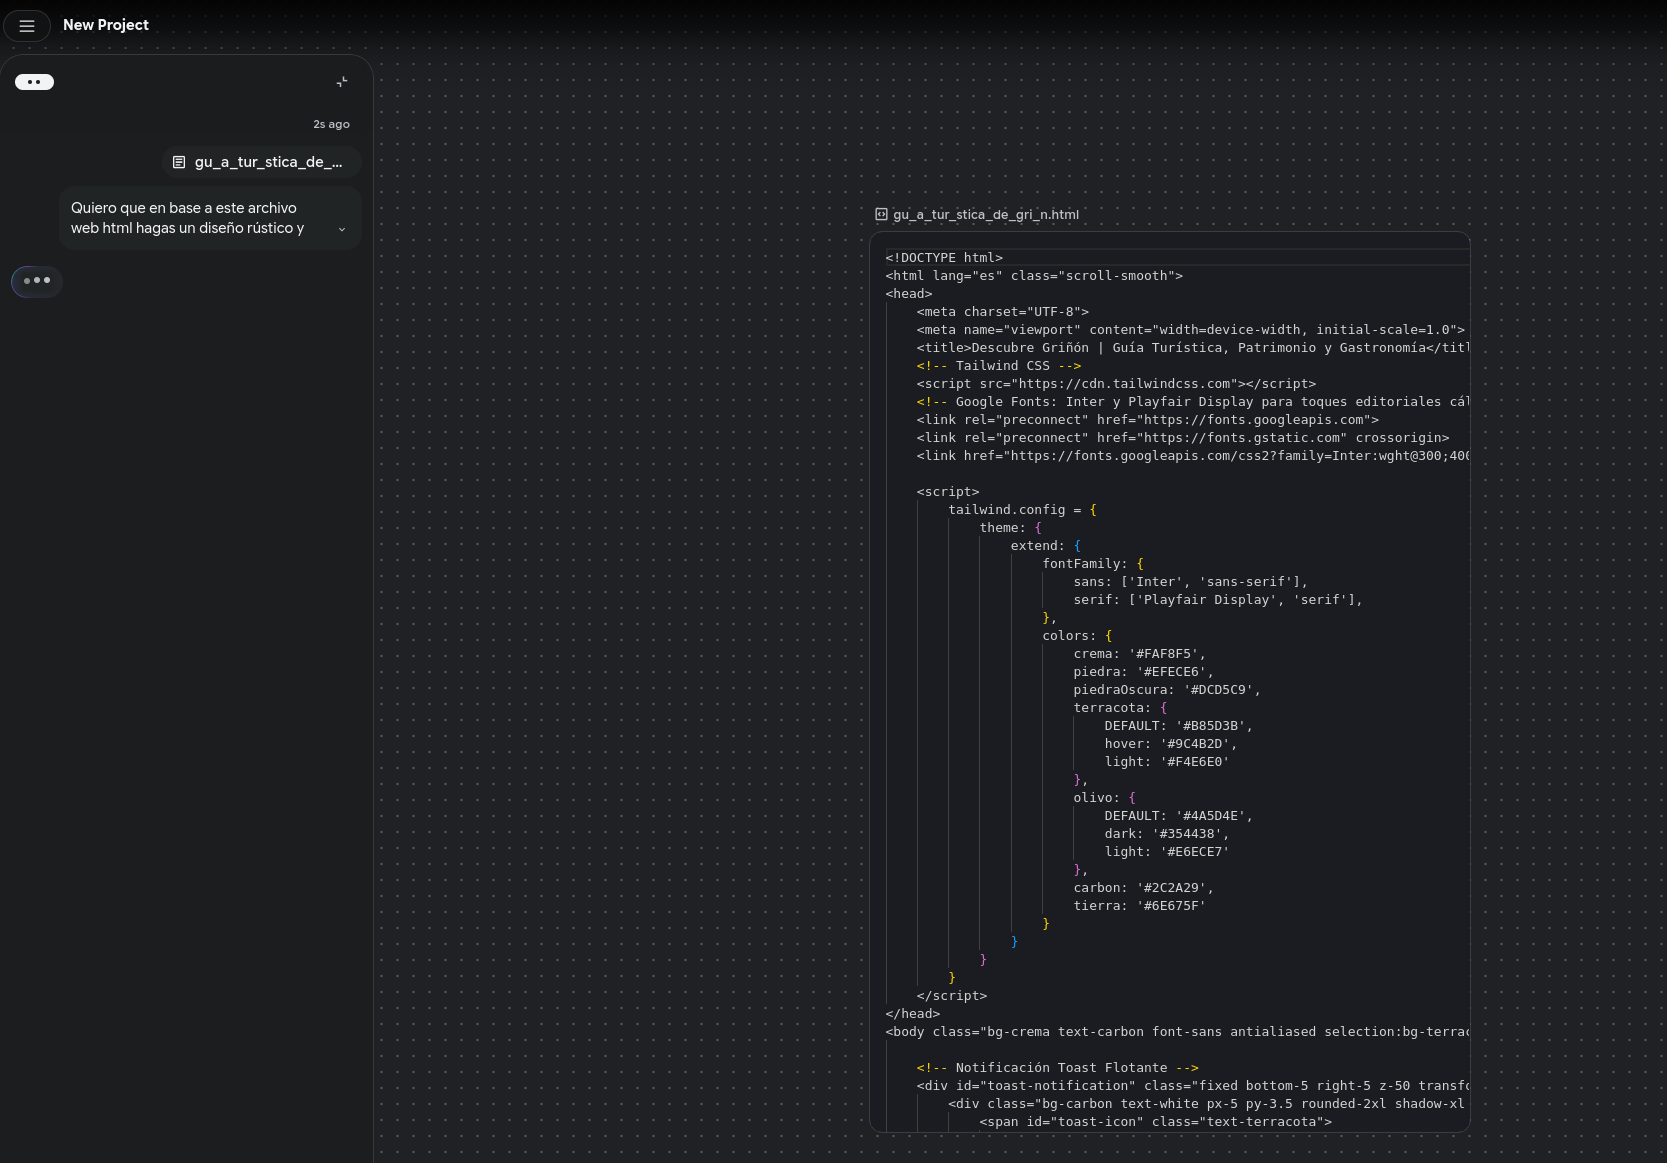 New Project
2s ago
gu_a_tur_stica_de_...
Quiero que en base a este archivo
web html hagas un diseño rústico y
gu_a_tur_stica_de_gri_n.html
<!DOCTYPE html>
<html lang="es" class="scroll-smooth">
<head>
<meta charset="UTF-8">
<meta name="viewport" content="width=device-width, initial-scale=1.0">
<title>Descubre Griñón | Guía Turística, Patrimonio y Gastronomía</titl
<!-- Tailwind CSS -->
<script src="https://cdn.tailwindcss.com"></script>
<!-- Google Fonts: Inter y Playfair Display para toques editoriales cál
<link rel="preconnect" href="https://fonts.googleapis.com">
<link rel="preconnect" href="https://fonts.gstatic.com" crossorigin>
<link href="https://fonts.googleapis.com/css2?family=Inter:wght@300;400
<script>
tailwind.config = {
theme: {
extend: {
fontFamily: {
sans: ['Inter', 'sans-serif'],
serif: ['Playfair Display', 'serif'],
},
colors: {
crema: '#FAF8F5',
piedra: '#EFECE6',
piedraOscura: '#DCD5C9',
terracota: {
DEFAULT: '#B85D3B',
hover: '#9C4B2D',
light: '#F4E6E0'
},
olivo: {
DEFAULT: '#4A5D4E',
dark: '#354438',
light: '#E6ECE7'
},
carbon: '#2C2A29',
tierra: '#6E675F'
}
}
}
}
</script>
</head>
<body class="bg-crema text-carbon font-sans antialiased selection:bg-terrac
<!-- Notificación Toast Flotante -->
<div id="toast-notification" class="fixed bottom-5 right-5 z-50 transfo
<div class="bg-carbon text-white px-5 py-3.5 rounded-2xl shadow-xl
<span id="toast-icon" class="text-terracota">